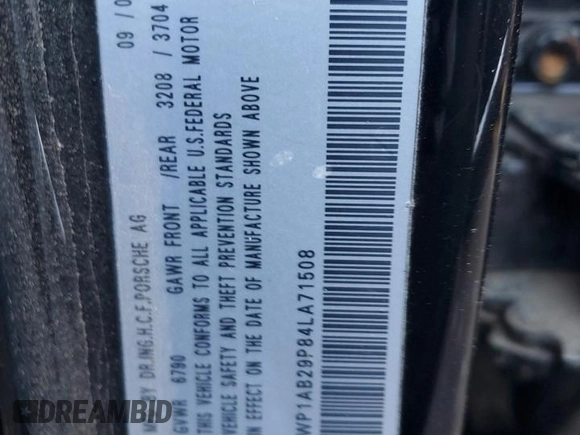 09 / 0
MFD BY DR.ING.H.C.F.PORSCHE AG
GVWR 6790 GAWR FRONT /REAR 3208 / 3704
THIS VEHICLE CONFORMS TO ALL APPLICABLE U.S.FEDERAL MOTOR
VEHICLE SAFETY AND THEFT PREVENTION STANDARDS
IN EFFECT ON THE DATE OF MANUFACTURE SHOWN ABOVE
WP1AB29P84LA71508
DREAMBID